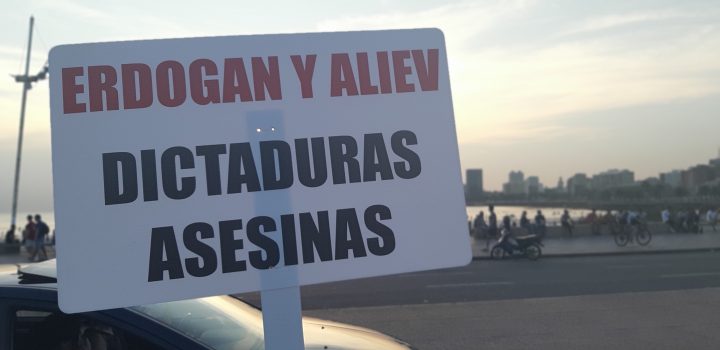 ERDOGAN Y ALIEV
DICTADURAS
ASESINAS